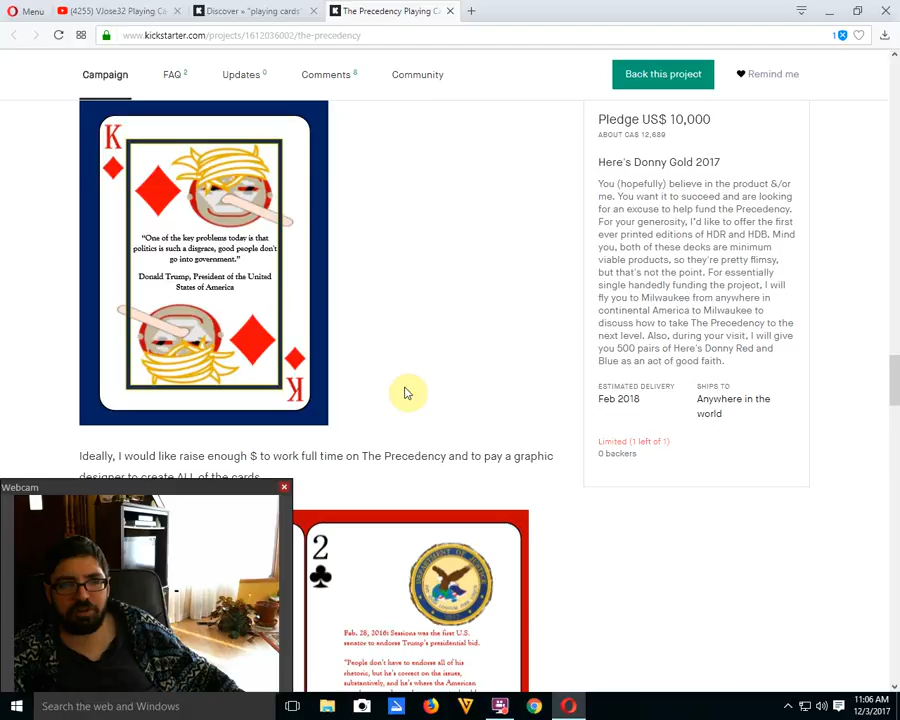 Menu
(4255) VJose32 Playing Ca
Discover » "playing cards"
The Precedency Playing Ca
www.kickstarter.com/projects/1612036002/the-precedency
1
Campaign
FAQ 2
Updates 0
Comments 8
Community
Back this project
Remind me
K
"One of the key problems today is that
politics is such a disgrace, good people don't
go into government."
Donald Trump, President of the United
States of America
K
Pledge US$ 10,000
ABOUT CA$ 12,689
Here's Donny Gold 2017
You (hopefully) believe in the product &/or
me. You want it to succeed and are looking
for an excuse to help fund the Precedency.
For your generosity, I'd like to offer the first
ever printed editions of HDR and HDB. Mind
you, both of these decks are minimum
viable products, so they're pretty flimsy,
but that's not the point. For essentially
single handedly funding the project, I will
fly you to Milwaukee from anywhere in
continental America to Milwaukee to
discuss how to take The Precedency to the
next level. Also, during your visit, I will give
you 500 pairs of Here's Donny Red and
Blue as an act of good faith.
ESTIMATED DELIVERY
Feb 2018
SHIPS TO
Anywhere in the
world
Limited (1 left of 1)
0 backers
Ideally, I would like raise enough $ to work full time on The Precedency and to pay a graphic
designer to create ALL of the cards.
Webcam
2
DEPARTMENT OF JUSTICE
Feb. 28, 2016: Sessions was the first U.S.
senator to endorse Trump's presidential bid.
"People don't have to endorse all of his
rhetoric, but he's correct on the issues,
substantively, and he's where the American
Search the web and Windows
11:06 AM
12/3/2017